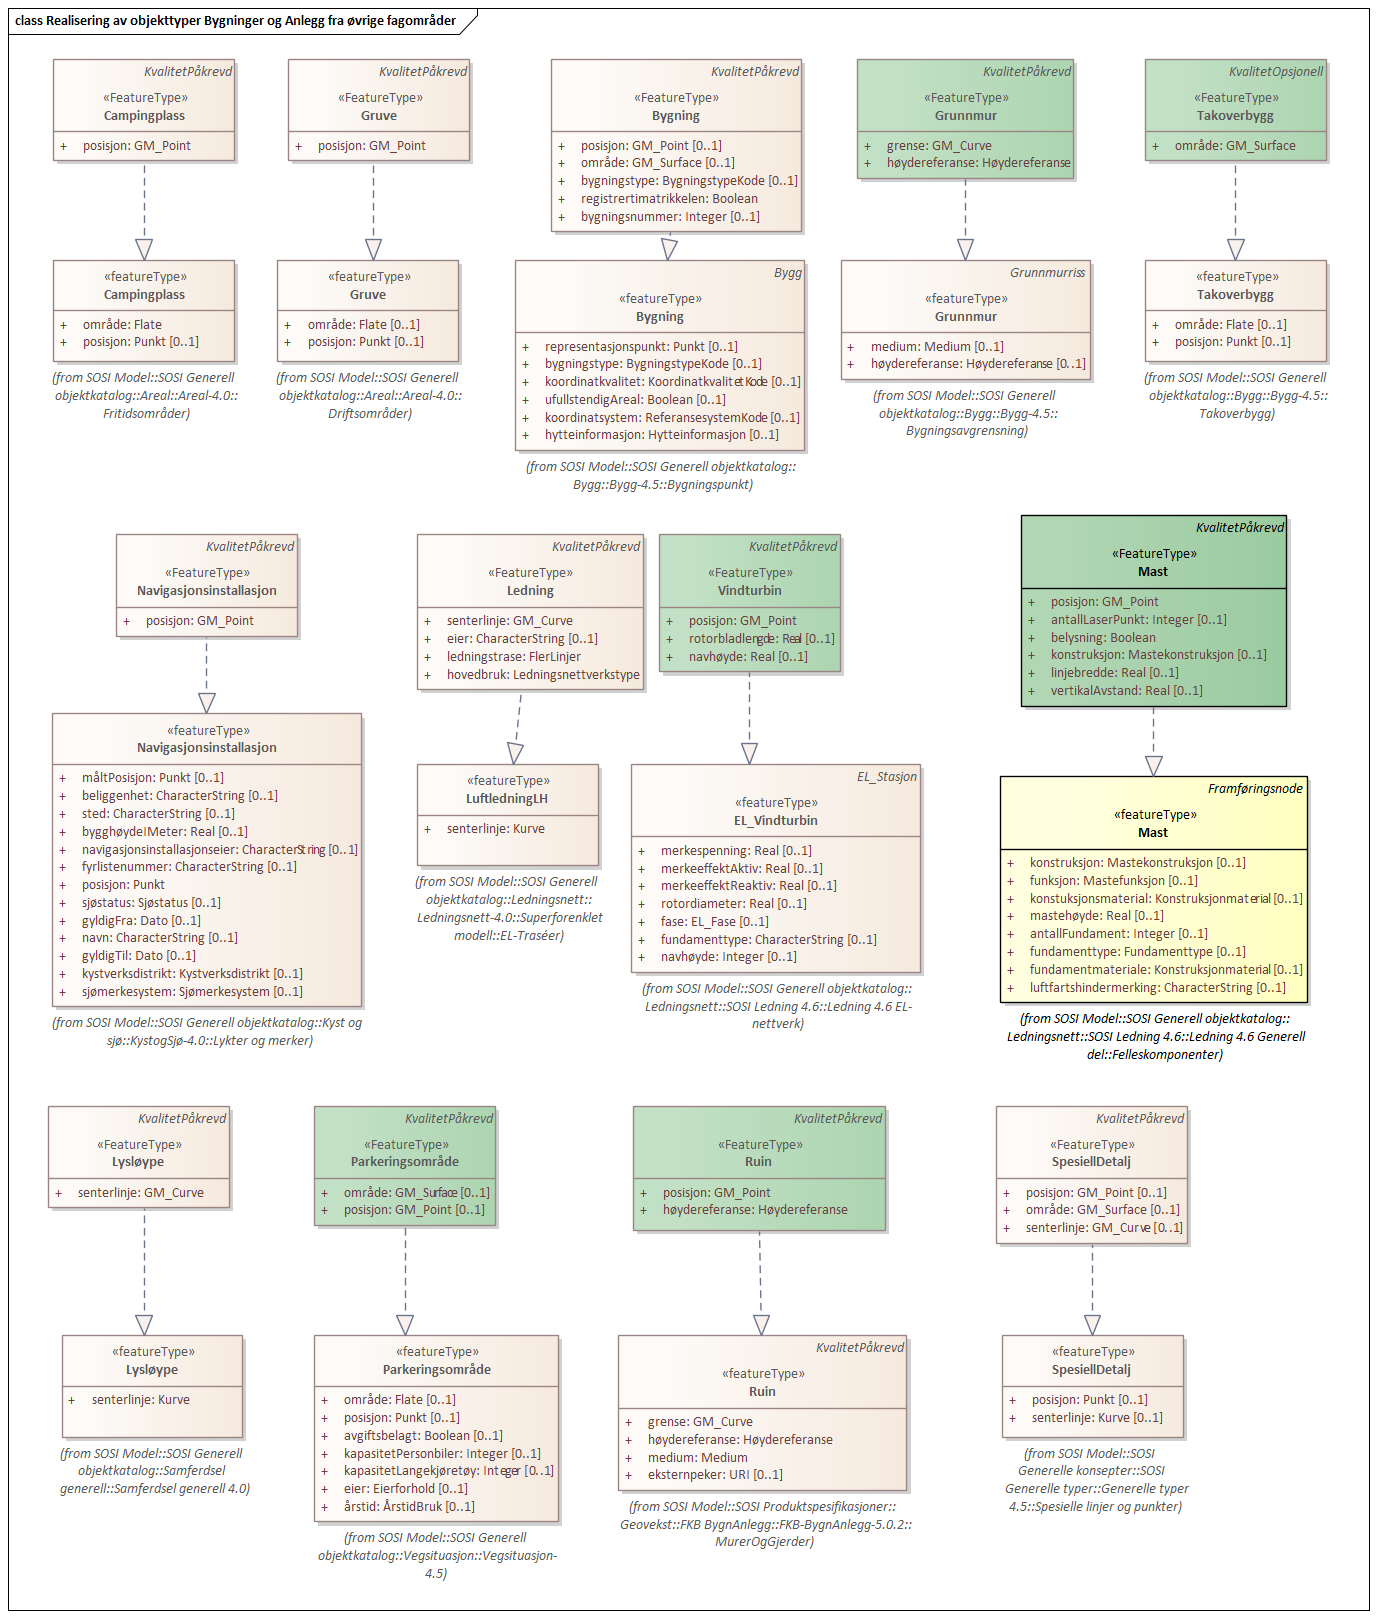 class Realisering av objekttyper Bygninger og Anlegg fra øvrige fagområder
KvalitetPåkrevd
«FeatureType»
Campingplass
+ posisjon: GM_Point
KvalitetPåkrevd
«FeatureType»
Gruve
+ posisjon: GM_Point
KvalitetPåkrevd
«FeatureType»
Bygning
+ posisjon: GM_Point [0..1]
+ område: GM_Surface [0..1]
+ bygningstype: BygningstypeKode [0..1]
+ registrertimatrikkelen: Boolean
+ bygningsnummer: Integer [0..1]
KvalitetPåkrevd
«FeatureType»
Grunnmur
+ grense: GM_Curve
+ høydereferanse: Høydereferanse
KvalitetOpsjonell
«FeatureType»
Takoverbygg
+ område: GM_Surface
«featureType»
Campingplass
+ område: Flate
+ posisjon: Punkt [0..1]
(from SOSI Model::SOSI Generell
objektkatalog::Areal::Areal-4.0::
Fritidsområder)
«featureType»
Gruve
+ område: Flate [0..1]
+ posisjon: Punkt [0..1]
(from SOSI Model::SOSI Generell
objektkatalog::Areal::Areal-4.0::
Driftsområder)
Bygg
«featureType»
Bygning
+ representasjonspunkt: Punkt [0..1]
+ bygningstype: BygningstypeKode [0..1]
+ koordinatkvalitet: KoordinatkvalitetKode [0..1]
+ ufullstendigAreal: Boolean [0..1]
+ koordinatsystem: ReferansesystemKode [0..1]
+ hytteinformasjon: Hytteinformasjon [0..1]
(from SOSI Model::SOSI Generell objektkatalog::
Bygg::Bygg-4.5::Bygningspunkt)
Grunnmurriss
«featureType»
Grunnmur
+ medium: Medium [0..1]
+ høydereferanse: Høydereferanse [0..1]
(from SOSI Model::SOSI Generell
objektkatalog::Bygg::Bygg-4.5::
Bygningsavgrensning)
«featureType»
Takoverbygg
+ område: Flate [0..1]
+ posisjon: Punkt [0..1]
(from SOSI Model::SOSI Generell
objektkatalog::Bygg::Bygg-4.5::
Takoverbygg)
KvalitetPåkrevd
«FeatureType»
Navigasjonsinstallasjon
+ posisjon: GM_Point
KvalitetPåkrevd
«FeatureType»
Ledning
+ senterlinje: GM_Curve
+ eier: CharacterString [0..1]
+ ledningstrase: FlerLinjer
+ hovedbruk: Ledningsnettverkstype
KvalitetPåkrevd
«FeatureType»
Vindturbin
+ posisjon: GM_Point
+ rotorbladlengde: Real [0..1]
+ navhøyde: Real [0..1]
KvalitetPåkrevd
«FeatureType»
Mast
+ posisjon: GM_Point
+ antallLaserPunkt: Integer [0..1]
+ belysning: Boolean
+ konstruksjon: Mastekonstruksjon [0..1]
+ linjebredde: Real [0..1]
+ vertikalAvstand: Real [0..1]
«featureType»
Navigasjonsinstallasjon
+ måltPosisjon: Punkt [0..1]
+ beliggenhet: CharacterString [0..1]
+ sted: CharacterString [0..1]
+ bygghøydeIMeter: Real [0..1]
+ navigasjonsinstallasjonseier: CharacterString [0..1]
+ fyrlistenummer: CharacterString [0..1]
+ posisjon: Punkt
+ sjøstatus: Sjøstatus [0..1]
+ gyldigFra: Dato [0..1]
+ navn: CharacterString [0..1]
+ gyldigTil: Dato [0..1]
+ kystverksdistrikt: Kystverksdistrikt [0..1]
+ sjømerkesystem: Sjømerkesystem [0..1]
(from SOSI Model::SOSI Generell objektkatalog::Kyst og
sjø::KystogSjø-4.0::Lykter og merker)
«featureType»
LuftledningLH
+ senterlinje: Kurve
(from SOSI Model::SOSI Generell
objektkatalog::Ledningsnett::
Ledningsnett-4.0::Superforenklet
modell::EL-Traséer)
EL_Stasjon
«featureType»
EL_Vindturbin
+ merkespenning: Real [0..1]
+ merkeeffektAktiv: Real [0..1]
+ merkeeffektReaktiv: Real [0..1]
+ rotordiameter: Real [0..1]
+ fase: EL_Fase [0..1]
+ fundamenttype: CharacterString [0..1]
+ navhøyde: Integer [0..1]
(from SOSI Model::SOSI Generell objektkatalog::
Ledningsnett::SOSI Ledning 4.6::Ledning 4.6 EL-
nettverk)
Framføringsnode
«featureType»
Mast
+ konstruksjon: Mastekonstruksjon [0..1]
+ funksjon: Mastefunksjon [0..1]
+ konstuksjonsmaterial: Konstruksjonmaterial [0..1]
+ mastehøyde: Real [0..1]
+ antallFundament: Integer [0..1]
+ fundamenttype: Fundamenttype [0..1]
+ fundamentmateriale: Konstruksjonmaterial [0..1]
+ luftfartshindermerking: CharacterString [0..1]
(from SOSI Model::SOSI Generell objektkatalog::
Ledningsnett::SOSI Ledning 4.6::Ledning 4.6 Generell
del::Felleskomponenter)
KvalitetPåkrevd
«FeatureType»
Lysløype
+ senterlinje: GM_Curve
KvalitetPåkrevd
«FeatureType»
Parkeringsområde
+ område: GM_Surface [0..1]
+ posisjon: GM_Point [0..1]
KvalitetPåkrevd
«FeatureType»
Ruin
+ posisjon: GM_Point
+ høydereferanse: Høydereferanse
KvalitetPåkrevd
«FeatureType»
SpesiellDetalj
+ posisjon: GM_Point [0..1]
+ område: GM_Surface [0..1]
+ senterlinje: GM_Curve [0..1]
«featureType»
Lysløype
+ senterlinje: Kurve
(from SOSI Model::SOSI Generell
objektkatalog::Samferdsel
generell::Samferdsel generell 4.0)
«featureType»
Parkeringsområde
+ område: Flate [0..1]
+ posisjon: Punkt [0..1]
+ avgiftsbelagt: Boolean [0..1]
+ kapasitetPersonbiler: Integer [0..1]
+ kapasitetLangekjøretøy: Integer [0..1]
+ eier: Eierforhold [0..1]
+ årstid: ÅrstidBruk [0..1]
(from SOSI Model::SOSI Generell
objektkatalog::Vegsituasjon::Vegsituasjon-
4.5)
KvalitetPåkrevd
«featureType»
Ruin
+ grense: GM_Curve
+ høydereferanse: Høydereferanse
+ medium: Medium
+ eksternpeker: URI [0..1]
(from SOSI Model::SOSI Produktspesifikasjoner::
Geovekst::FKB BygnAnlegg::FKB-BygnAnlegg-5.0.2::
MurerOgGjerder)
«featureType»
SpesiellDetalj
+ posisjon: Punkt [0..1]
+ senterlinje: Kurve [0..1]
(from SOSI Model::SOSI
Generelle konsepter::SOSI
Generelle typer::Generelle typer
4.5::Spesielle linjer og punkter)